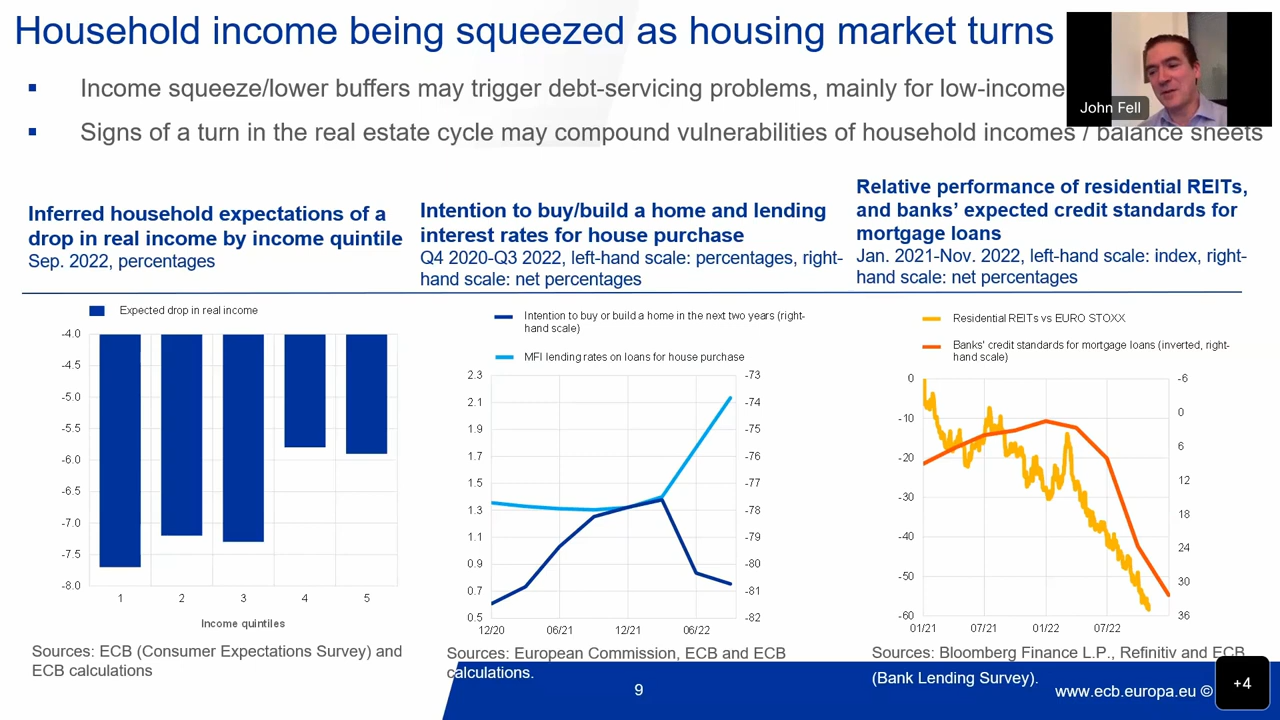 Household income being squeezed as housing market turns
John Fell
▪ Income squeeze/lower buffers may trigger debt-servicing problems, mainly for low-income
▪ Signs of a turn in the real estate cycle may compound vulnerabilities of household incomes / balance sheets
Inferred household expectations of a
drop in real income by income quintile
Sep. 2022, percentages
Expected drop in real income
-4.0
-4.5
-5.0
-5.5
-6.0
-6.5
-7.0
-7.5
-8.0
1 2 3 4 5
Income quintiles
Sources: ECB (Consumer Expectations Survey) and
ECB calculations
Intention to buy/build a home and lending
interest rates for house purchase
Q4 2020-Q3 2022, left-hand scale: percentages, right-
hand scale: net percentages
Intention to buy or build a home in the next two years (right-
hand scale)
MFI lending rates on loans for house purchase
2.3 -73
2.1 -74
1.9 -75
1.7 -76
1.5 -77
1.3 -78
1.1 -79
0.9 -80
0.7 -81
0.5 -82
12/20 06/21 12/21 06/22
Sources: European Commission, ECB and ECB
calculations.
Relative performance of residential REITs,
and banks' expected credit standards for
mortgage loans
Jan. 2021-Nov. 2022, left-hand scale: index, right-
hand scale: net percentages
Residential REITs vs EURO STOXX
Banks' credit standards for mortgage loans (inverted, right-
hand scale)
0 -6
-10 0
-20 6
-30 12
-40 18
-50 24
-60 30
36
01/21 07/21 01/22 07/22
Sources: Bloomberg Finance L.P., Refinitiv and ECB
(Bank Lending Survey).
9
www.ecb.europa.eu ©
+4